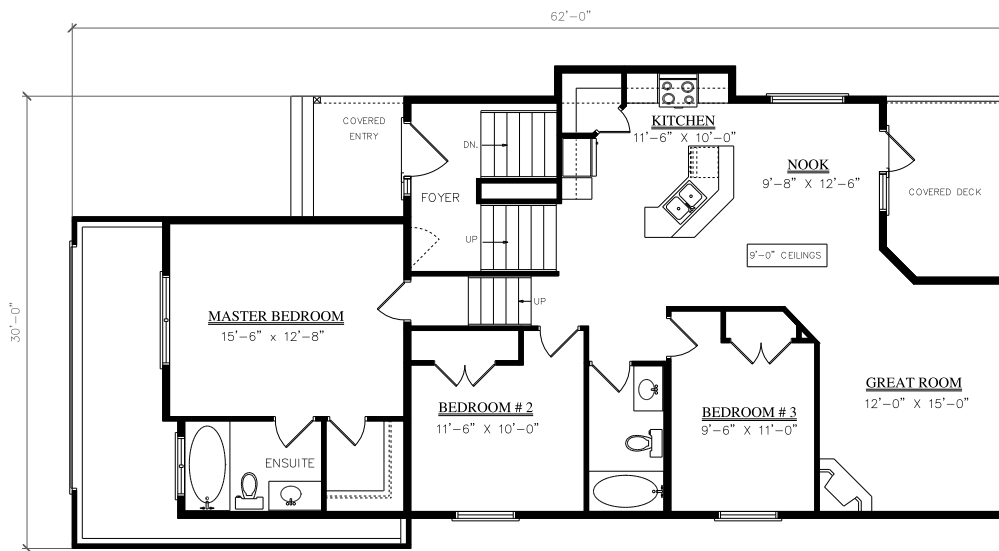 62'-0"
COVERED
ENTRY
KITCHEN
11'-6" X 10'-0"
DN.
NOOK
9'-8" X 12'-6"
COVERED DECK
FOYER
UP
9'-0" CEILINGS
30'-0"
UP
MASTER BEDROOM
15'-6" x 12'-8"
BEDROOM # 2
11'-6" X 10'-0"
BEDROOM # 3
9'-6" X 11'-0"
GREAT ROOM
12'-0" X 15'-0"
ENSUITE